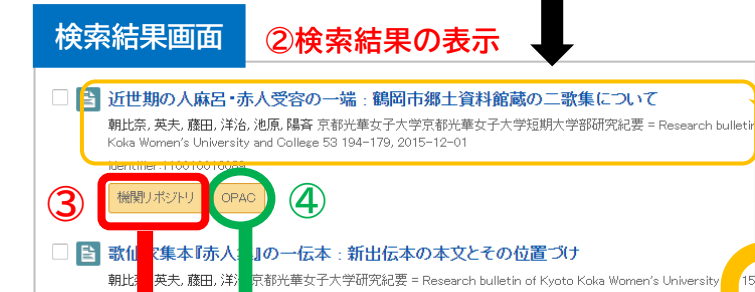 検索結果画面
②検索結果の表示
近世期の人麻呂・赤人受容の一端 : 鶴岡市郷土資料館蔵の二歌集について
朝比奈, 英夫, 藤田, 洋治, 池原, 陽斉 京都光華女子大学京都光華女子大学短期大学部研究紀要 = Research bulletin
Koka Women's University and College 53 194-179, 2015-12-01
Identifier:110010016089
③ 機関リポジトリ OPAC ④
歌仙家集本『赤人集』の一伝本 : 新出伝本の本文とその位置づけ
朝比 英夫, 藤田, 洋 京都光華女子大学研究紀要 = Research bulletin of Kyoto Koka Women's University 15